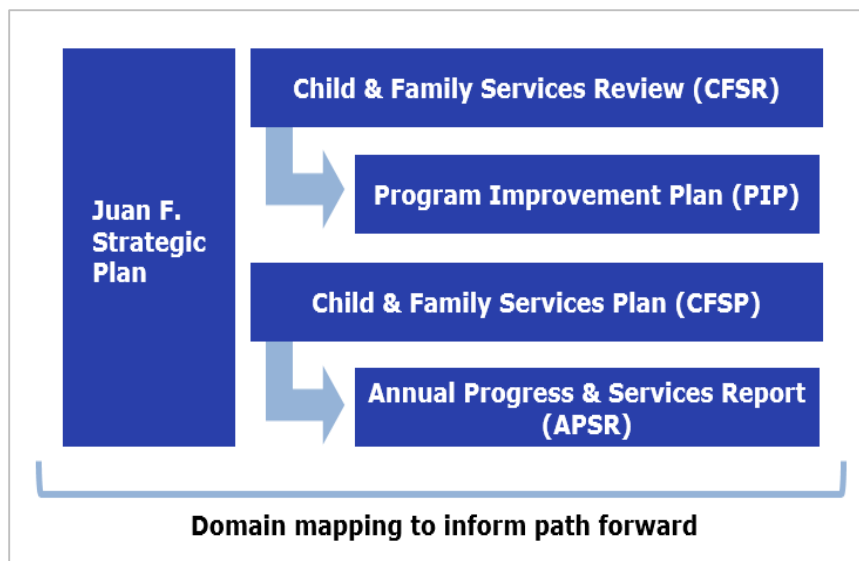 Juan F.
Strategic
Plan
Child & Family Services Review (CFSR)
Program Improvement Plan (PIP)
Child & Family Services Plan (CFSP)
Annual Progress & Services Report
(APSR)
Domain mapping to inform path forward